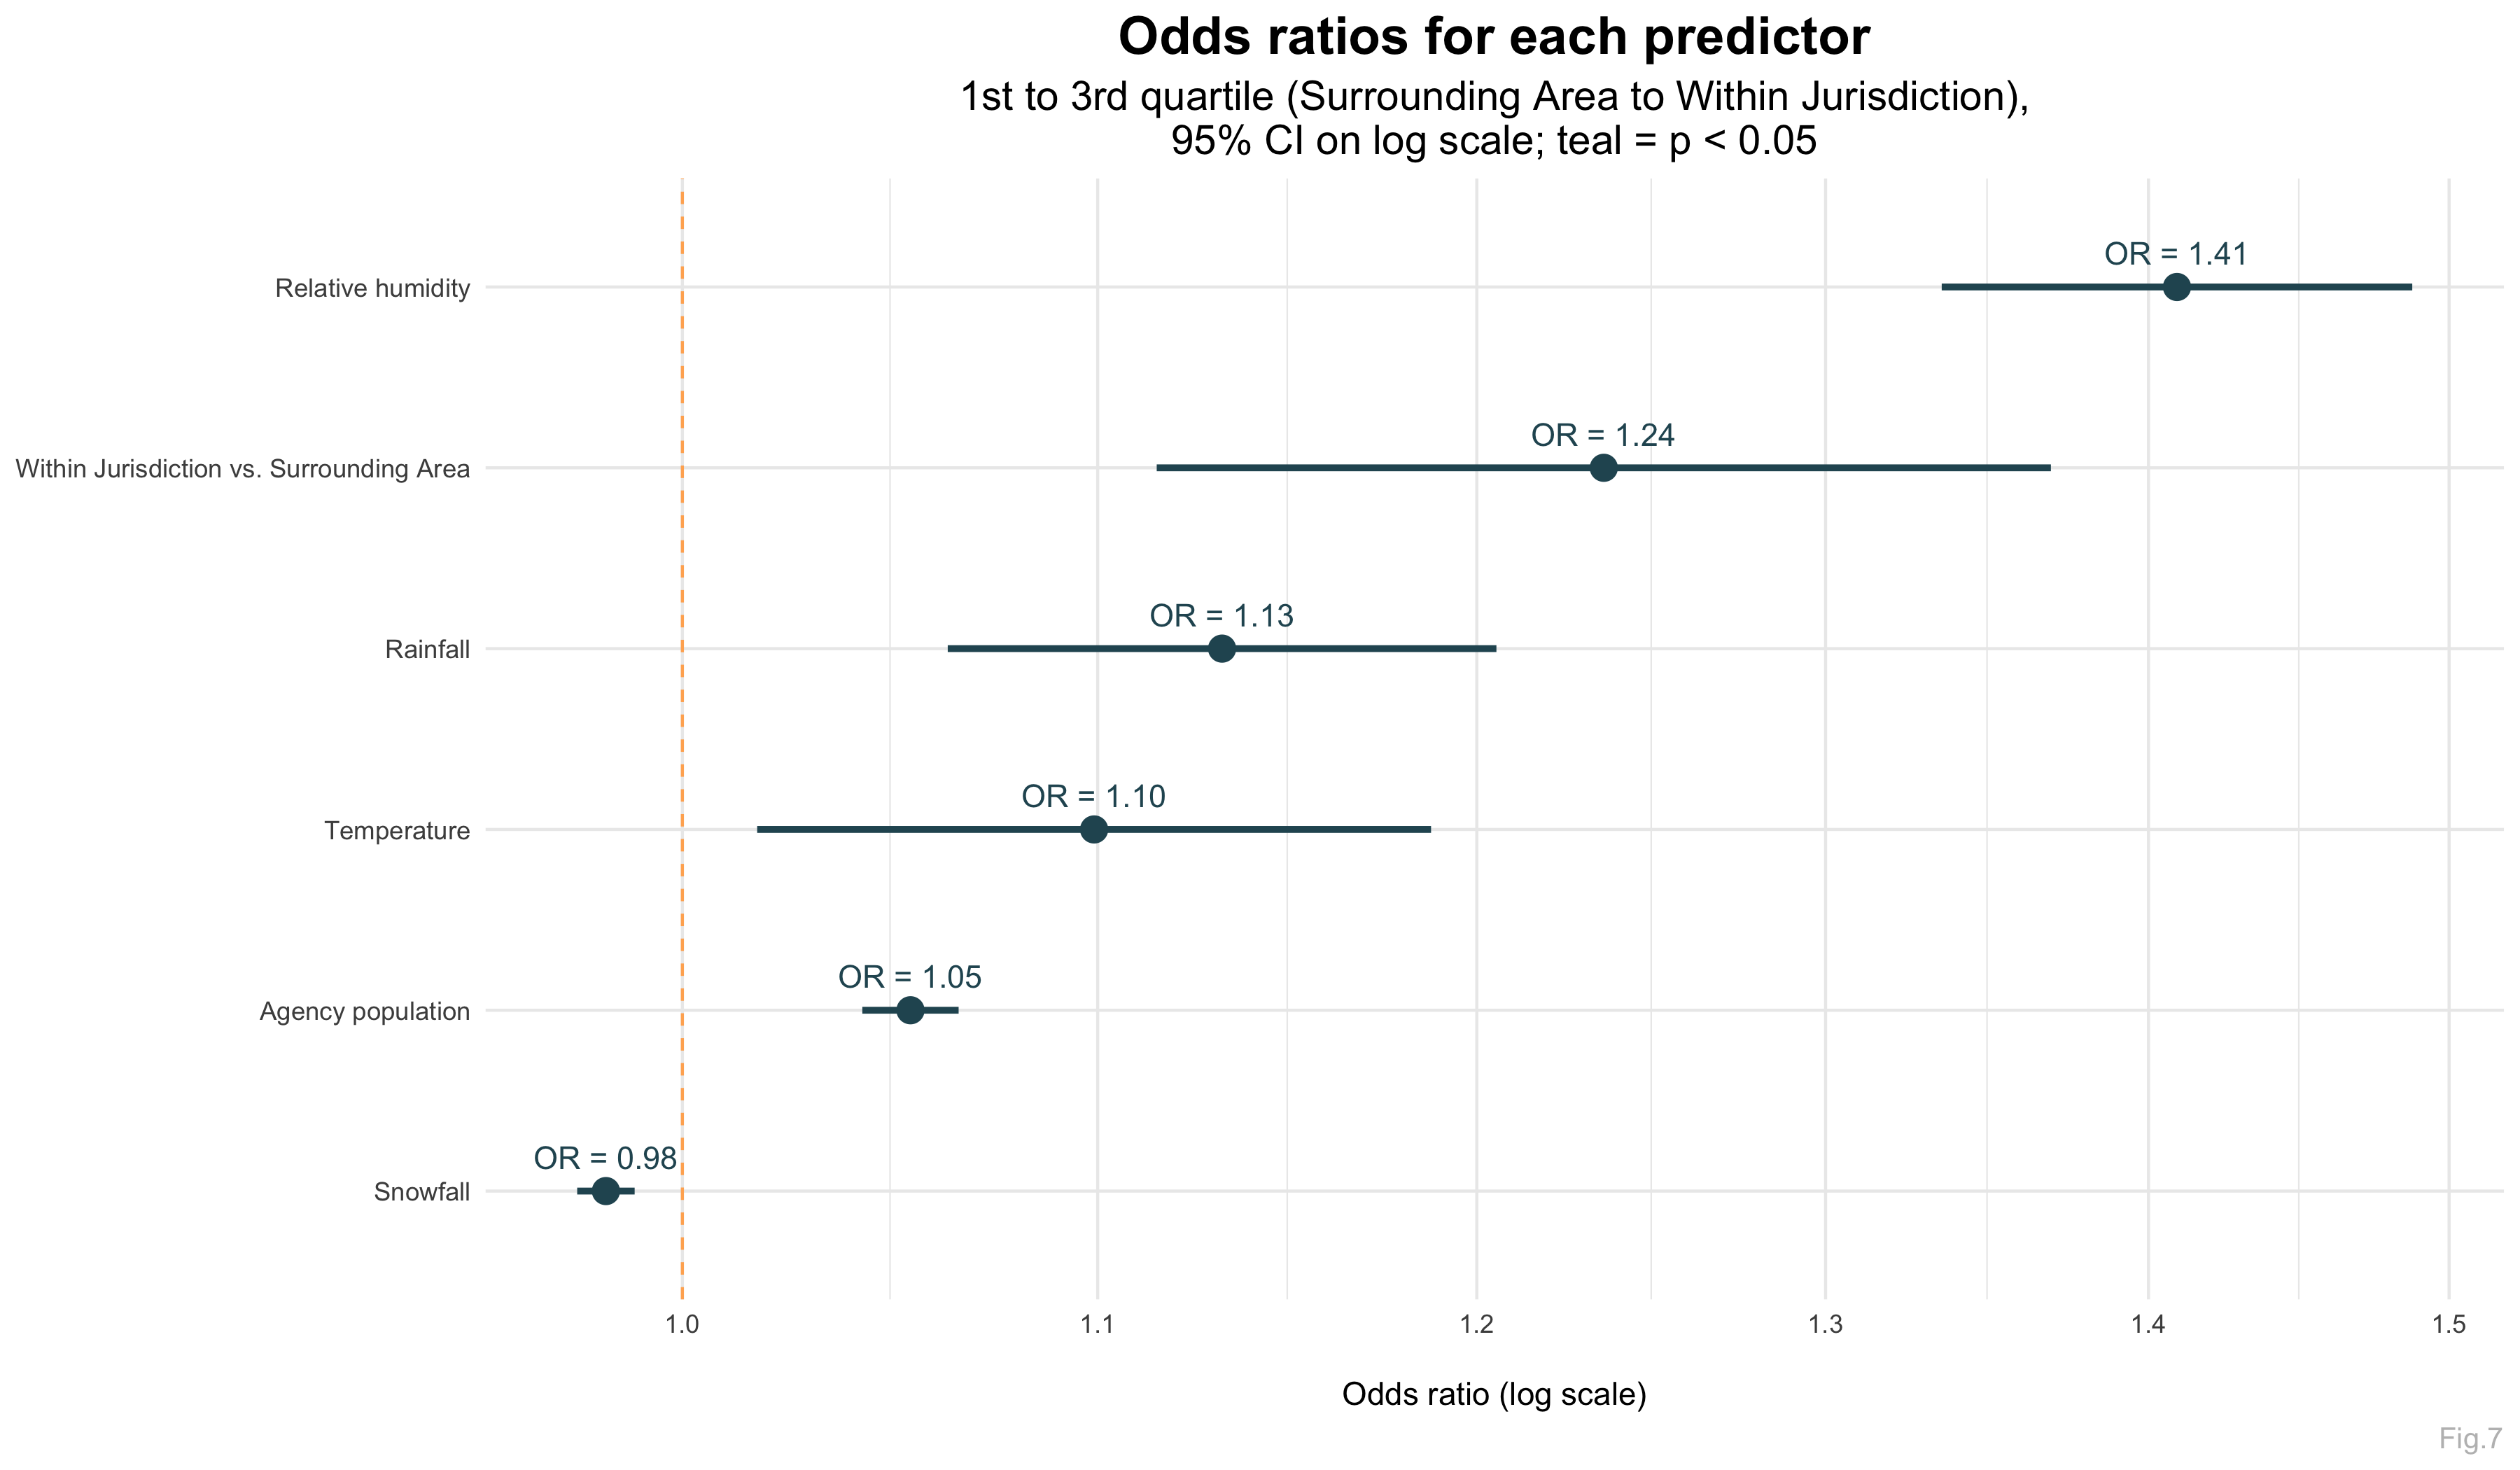 Odds ratios for each predictor
1st to 3rd quartile (Surrounding Area to Within Jurisdiction),
95% CI on log scale; teal = p < 0.05
OR = 1.41
Relative humidity
OR = 1.24
Within Jurisdiction vs. Surrounding Area
OR = 1.13
Rainfall
OR = 1.10
Temperature
OR = 1.05
Agency population
OR = 0.98
Snowfall
1.0 1.1 1.2 1.3 1.4 1.5
Odds ratio (log scale)
Fig.7